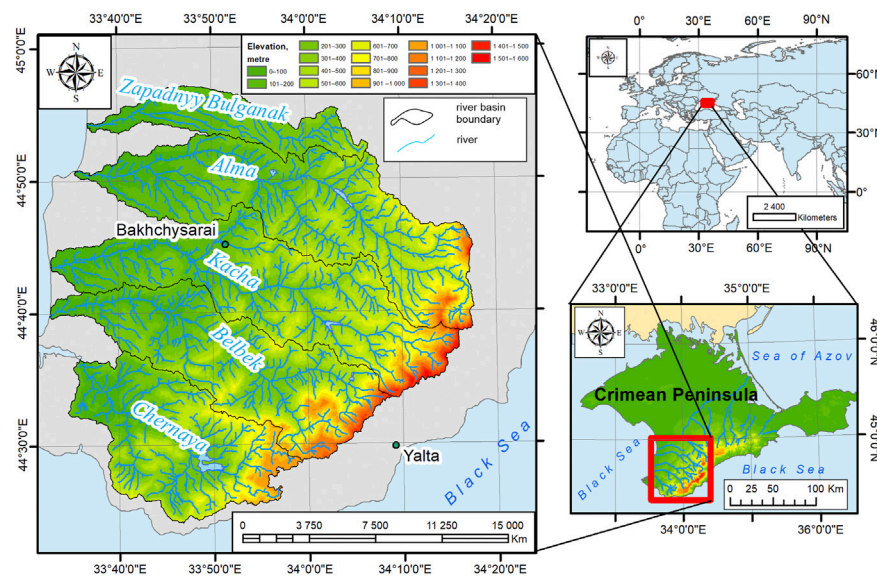 33°40'0"E 33°50'0"E 34°0'0"E 34°10'0"E 34°20'0"E
45°0'0"E
44°50'0"E
44°40'0"E
44°30'0"E
N
W E
S
Elevation,
metre
0–100
101–200
201–300
301–400
401–500
501–600
601–700
701–800
801–900
901–1 000
1 001–1 100
1 101–1 200
1 201–1 300
1 301–1 400
1 401–1 500
1 501–1 600
river basin
boundary
river
Zapadnyy Bulganak
Alma
Bakhchysarai
Kacha
Belbek
Chernaya
Yalta
Black Sea
0 3 750 7 500 11 250 15 000
Km
33°40'0"E 33°50'0"E 34°0'0"E 34°10'0"E 34°20'0"E
0° 30°E 60°E 90°N
N
W E
S
60°N
30°N
0°
2 400
Kilometers
0° 30°E 60°E 90°N
33°0'0"E 35°0'0"E
N
W E
S
46°0'0"N
45°0'0"N
Sea of Azov
Crimean Peninsula
Black Sea
Black Sea
0 25 50 100 Km
34°0'0"E 36°0'0"E